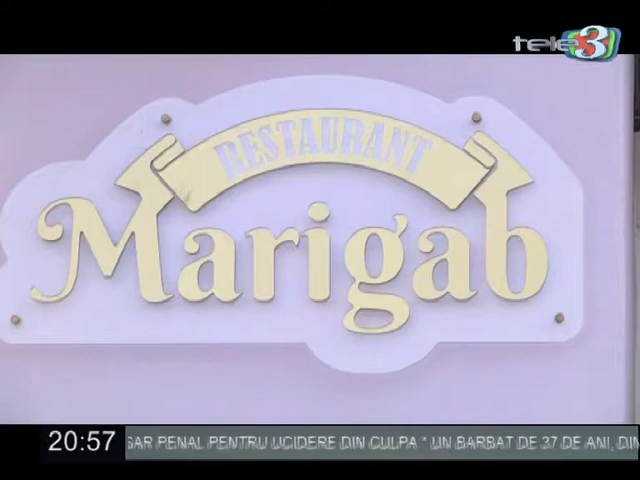 tele3
RESTAURANT
Marigab
20:57 SAR PENAL PENTRU UCIDERE DIN CULPA * UN BARBAT DE 37 DE ANI, DIN